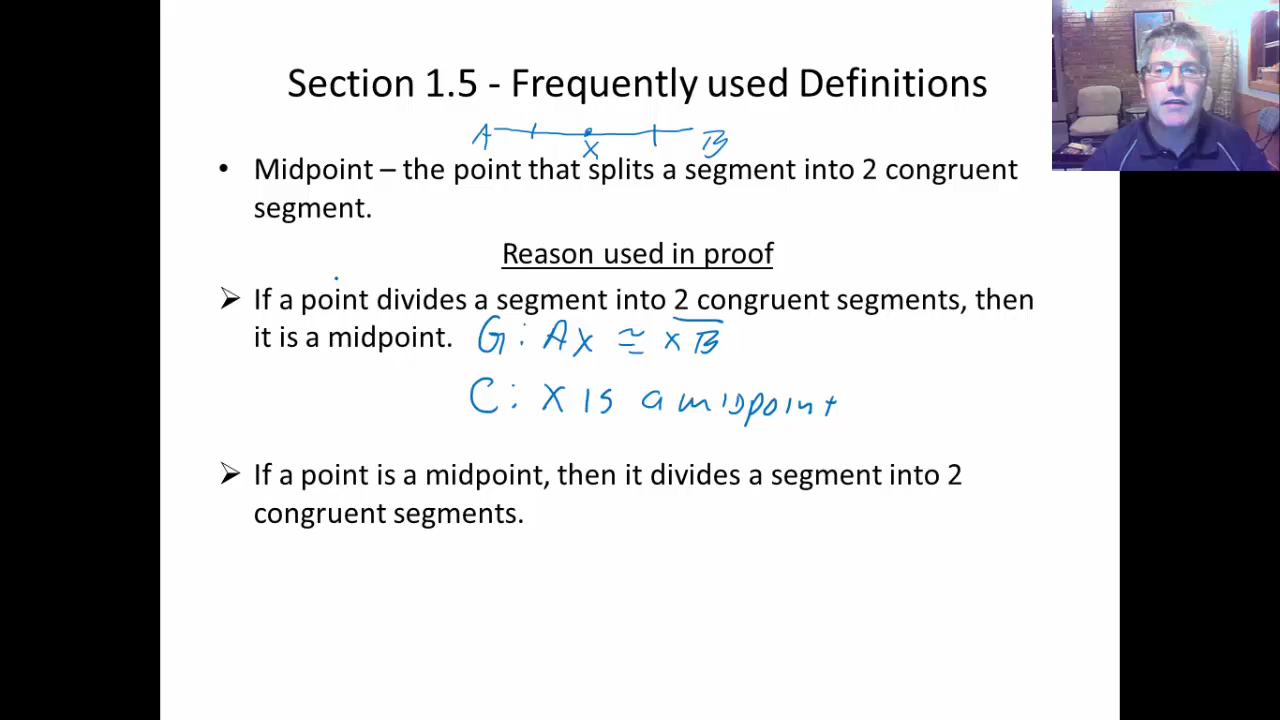 Section 1.5 - Frequently used Definitions
A X B
• Midpoint – the point that splits a segment into 2 congruent
segment.
Reason used in proof
➢ If a point divides a segment into 2 congruent segments, then
it is a midpoint. G: AX ≅ XB
C: X is a midpoint
➢ If a point is a midpoint, then it divides a segment into 2
congruent segments.